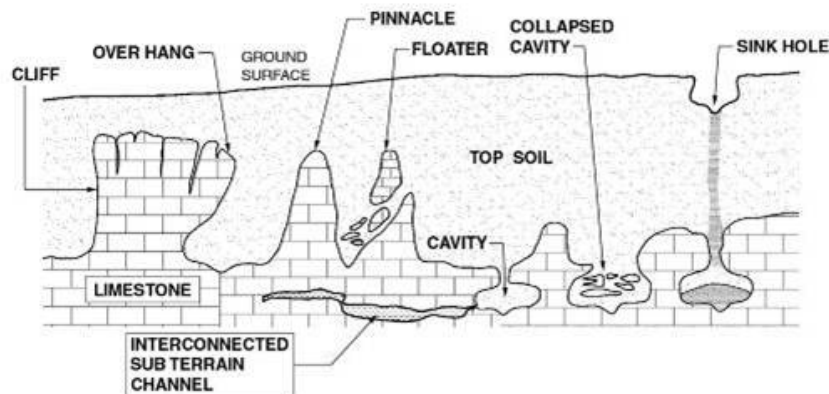 PINNACLE
OVER HANG
GROUND
SURFACE
FLOATER
COLLAPSED
CAVITY
SINK HOLE
CLIFF
TOP SOIL
CAVITY
LIMESTONE
INTERCONNECTED
SUB TERRAIN
CHANNEL